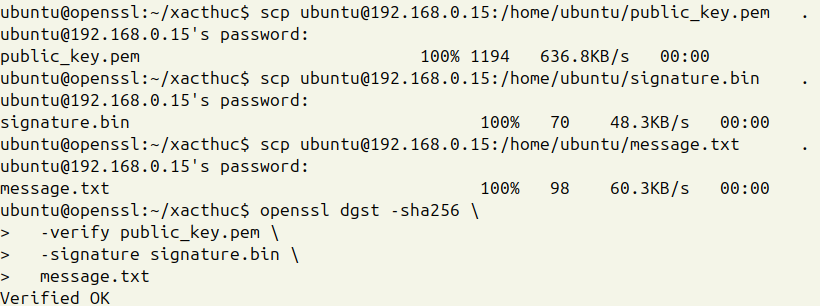 ubuntu@openssl:~/xacthuc$ scp ubuntu@192.168.0.15:/home/ubuntu/public_key.pem .
ubuntu@192.168.0.15's password:
public_key.pem 100% 1194 636.8KB/s 00:00
ubuntu@openssl:~/xacthuc$ scp ubuntu@192.168.0.15:/home/ubuntu/signature.bin .
ubuntu@192.168.0.15's password:
signature.bin 100% 70 48.3KB/s 00:00
ubuntu@openssl:~/xacthuc$ scp ubuntu@192.168.0.15:/home/ubuntu/message.txt .
ubuntu@192.168.0.15's password:
message.txt 100% 98 60.3KB/s 00:00
ubuntu@openssl:~/xacthuc$ openssl dgst -sha256 \
> -verify public_key.pem \
> -signature signature.bin \
> message.txt
Verified OK